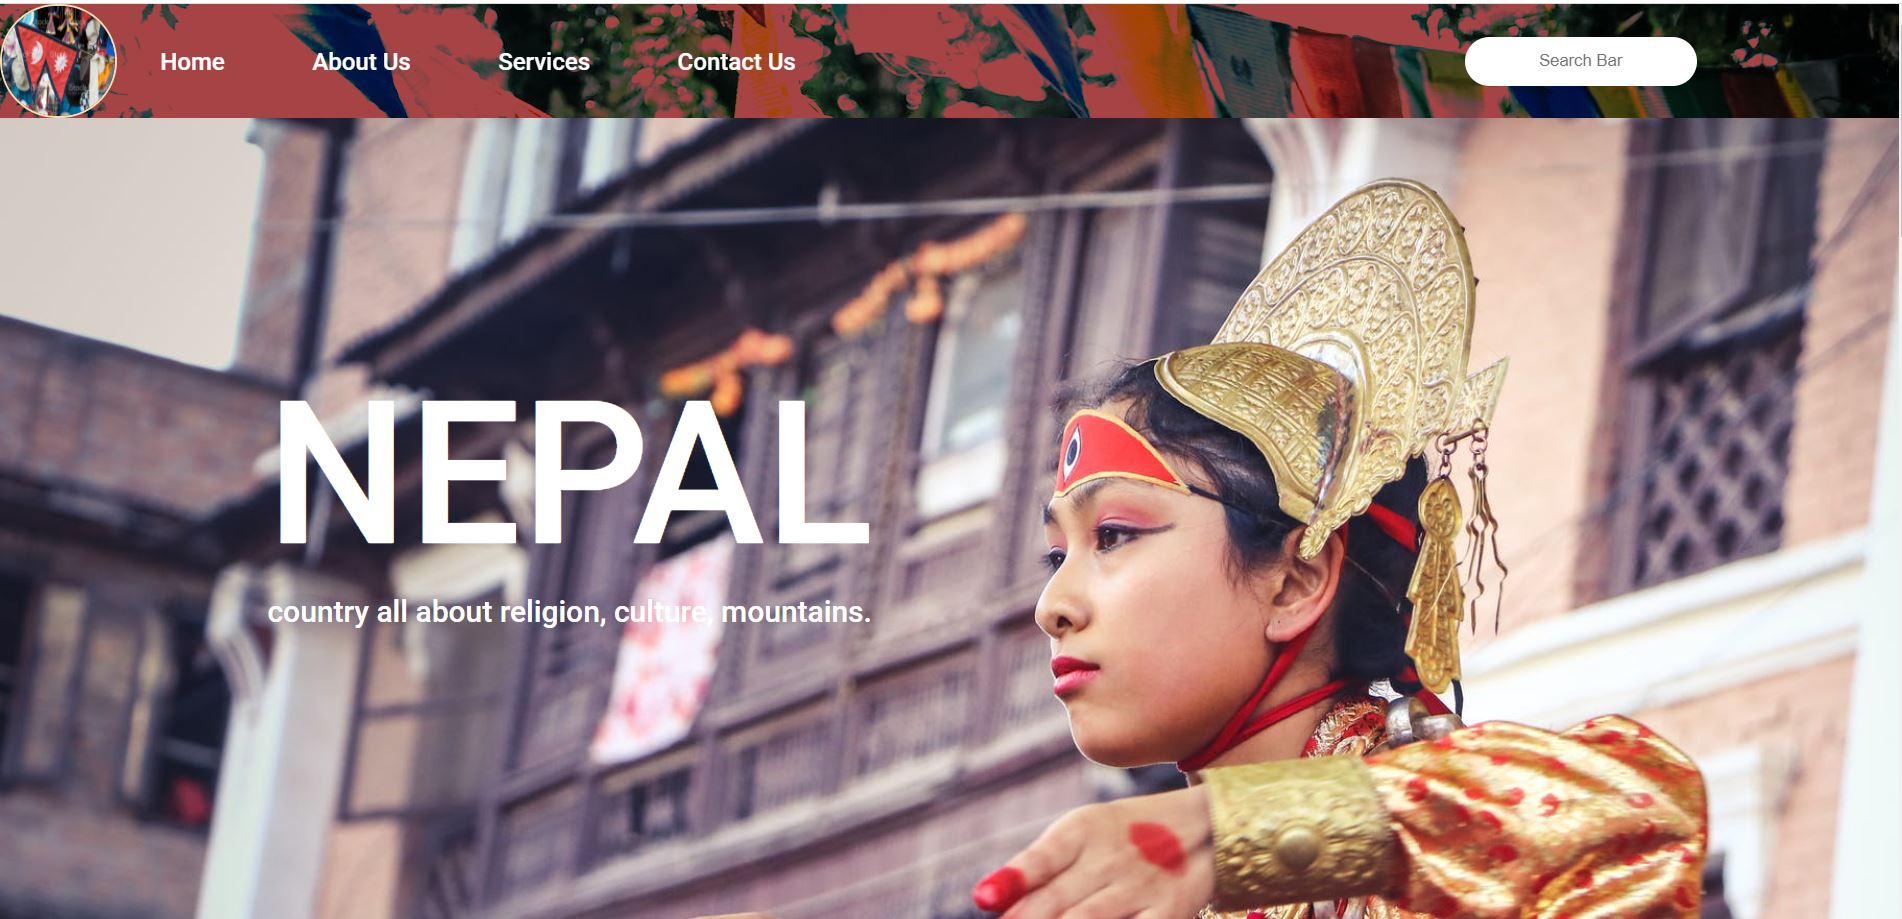 Home
About Us
Services
Contact Us
Search Bar
NEPAL
country all about religion, culture, mountains.